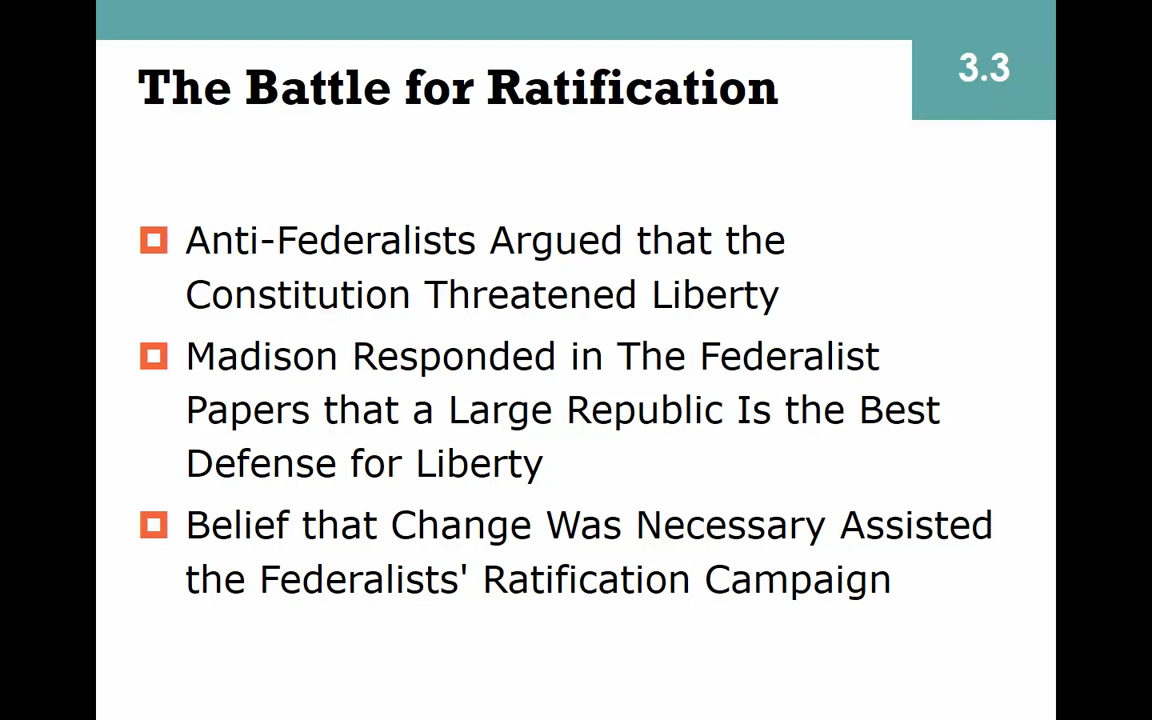 The Battle for Ratification
3.3
Anti-Federalists Argued that the
Constitution Threatened Liberty
Madison Responded in The Federalist
Papers that a Large Republic Is the Best
Defense for Liberty
Belief that Change Was Necessary Assisted
the Federalists' Ratification Campaign